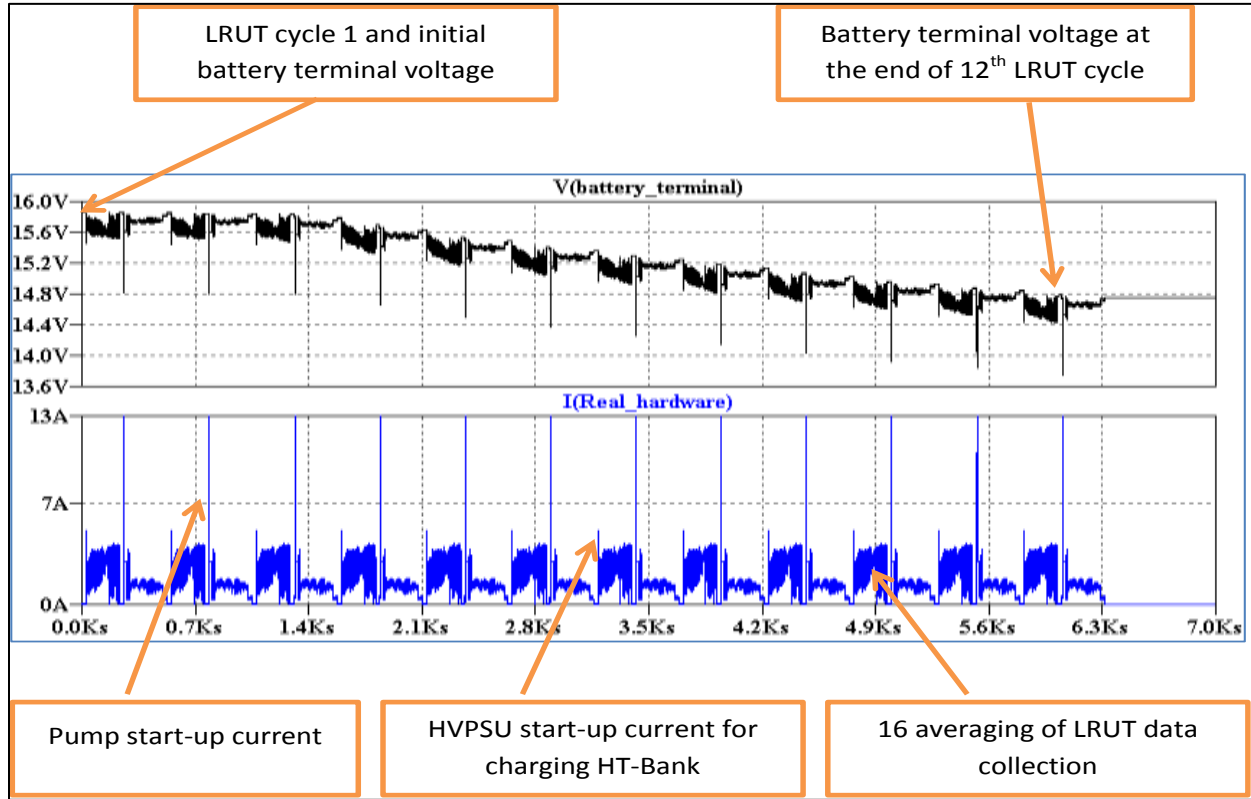 LRUT cycle 1 and initial
battery terminal voltage
Battery terminal voltage at
the end of 12th LRUT cycle
V(battery_terminal)
16.0V
15.6V
15.2V
14.8V
14.4V
14.0V
13.6V
I(Real_hardware)
13A
7A
0A
0.0Ks 0.7Ks 1.4Ks 2.1Ks 2.8Ks 3.5Ks 4.2Ks 4.9Ks 5.6Ks 6.3Ks 7.0Ks
Pump start-up current
HVPSU start-up current for
charging HT-Bank
16 averaging of LRUT data
collection